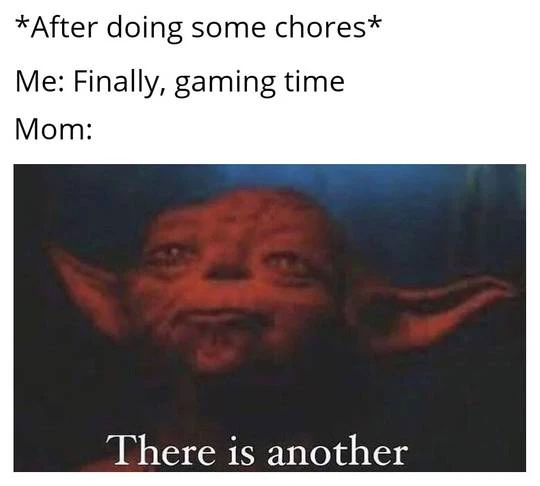 *After doing some chores*
Me: Finally, gaming time
Mom:
There is another